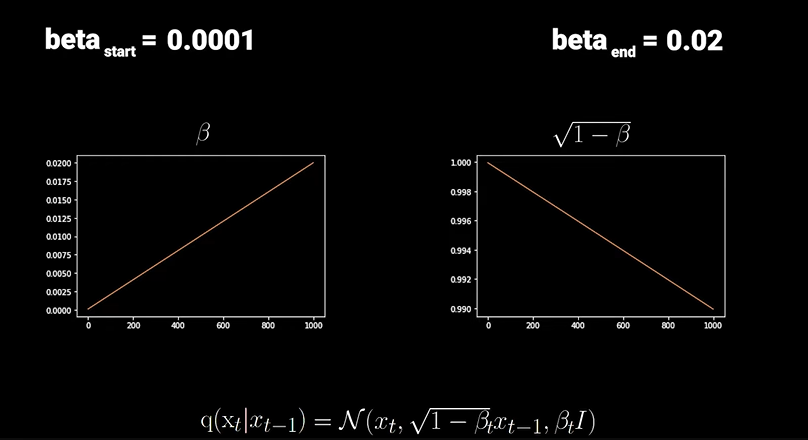 beta start = 0.0001
beta end = 0.02
β
√1 − β
0.0200
0.0175
0.0150
0.0125
0.0100
0.0075
0.0050
0.0025
0.0000
0 200 400 600 800 1000
1.000
0.998
0.996
0.994
0.992
0.990
0 200 400 600 800 1000
q(x_t|x_{t−1}) = 𝒩(x_t, √1 − β_t x_{t−1}, β_t I)